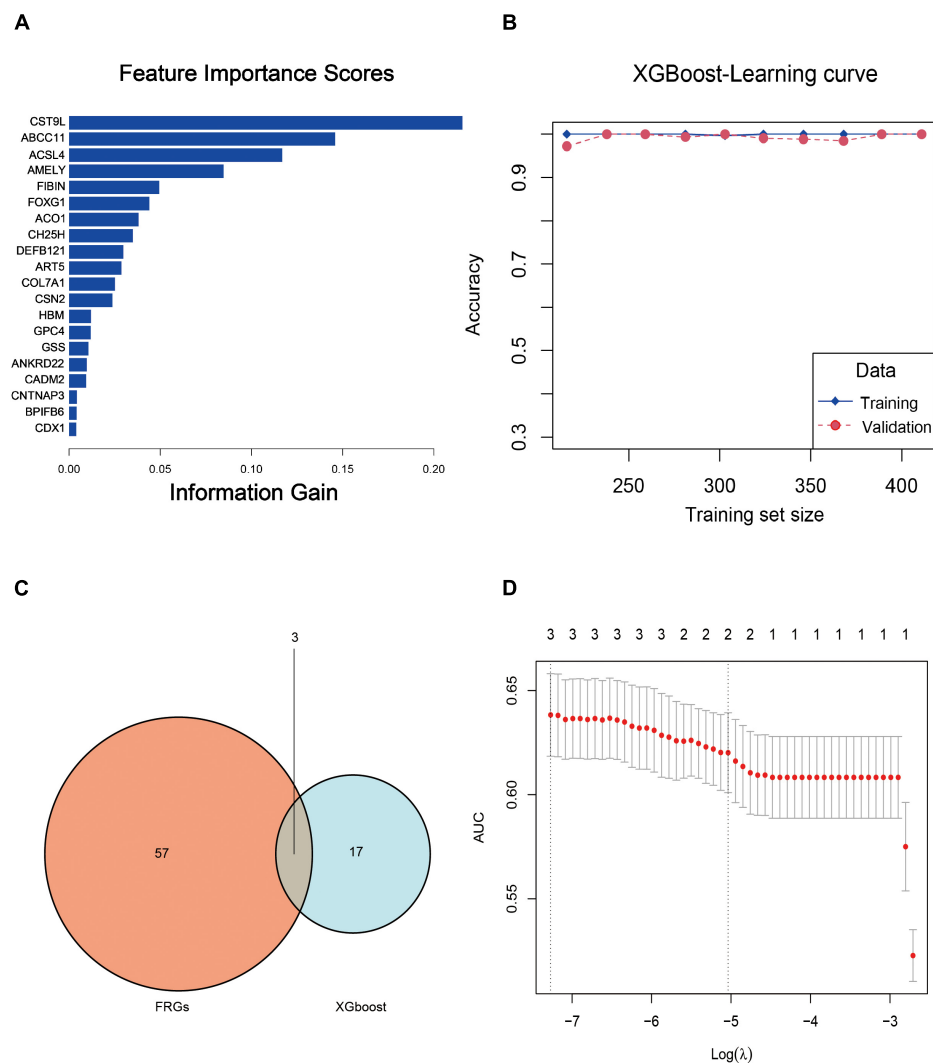 A
Feature Importance Scores
CST9L
ABCC11
ACSL4
AMELY
FIBIN
FOXG1
ACO1
CH25H
DEFB121
ART5
COL7A1
CSN2
HBM
GPC4
GSS
ANKRD22
CADM2
CNTNAP3
BPIFB6
CDX1
0.00 0.05 0.10 0.15 0.20
Information Gain
B
XGBoost-Learning curve
Accuracy
0.9
0.7
0.5
0.3
Data
Training
Validation
250 300 350 400
Training set size
C
3
57
17
FRGs
XGboost
D
3 3 3 3 3 3 2 2 2 2 1 1 1 1 1 1 1
AUC
0.65
0.60
0.55
−7 −6 −5 −4 −3
Log(λ)